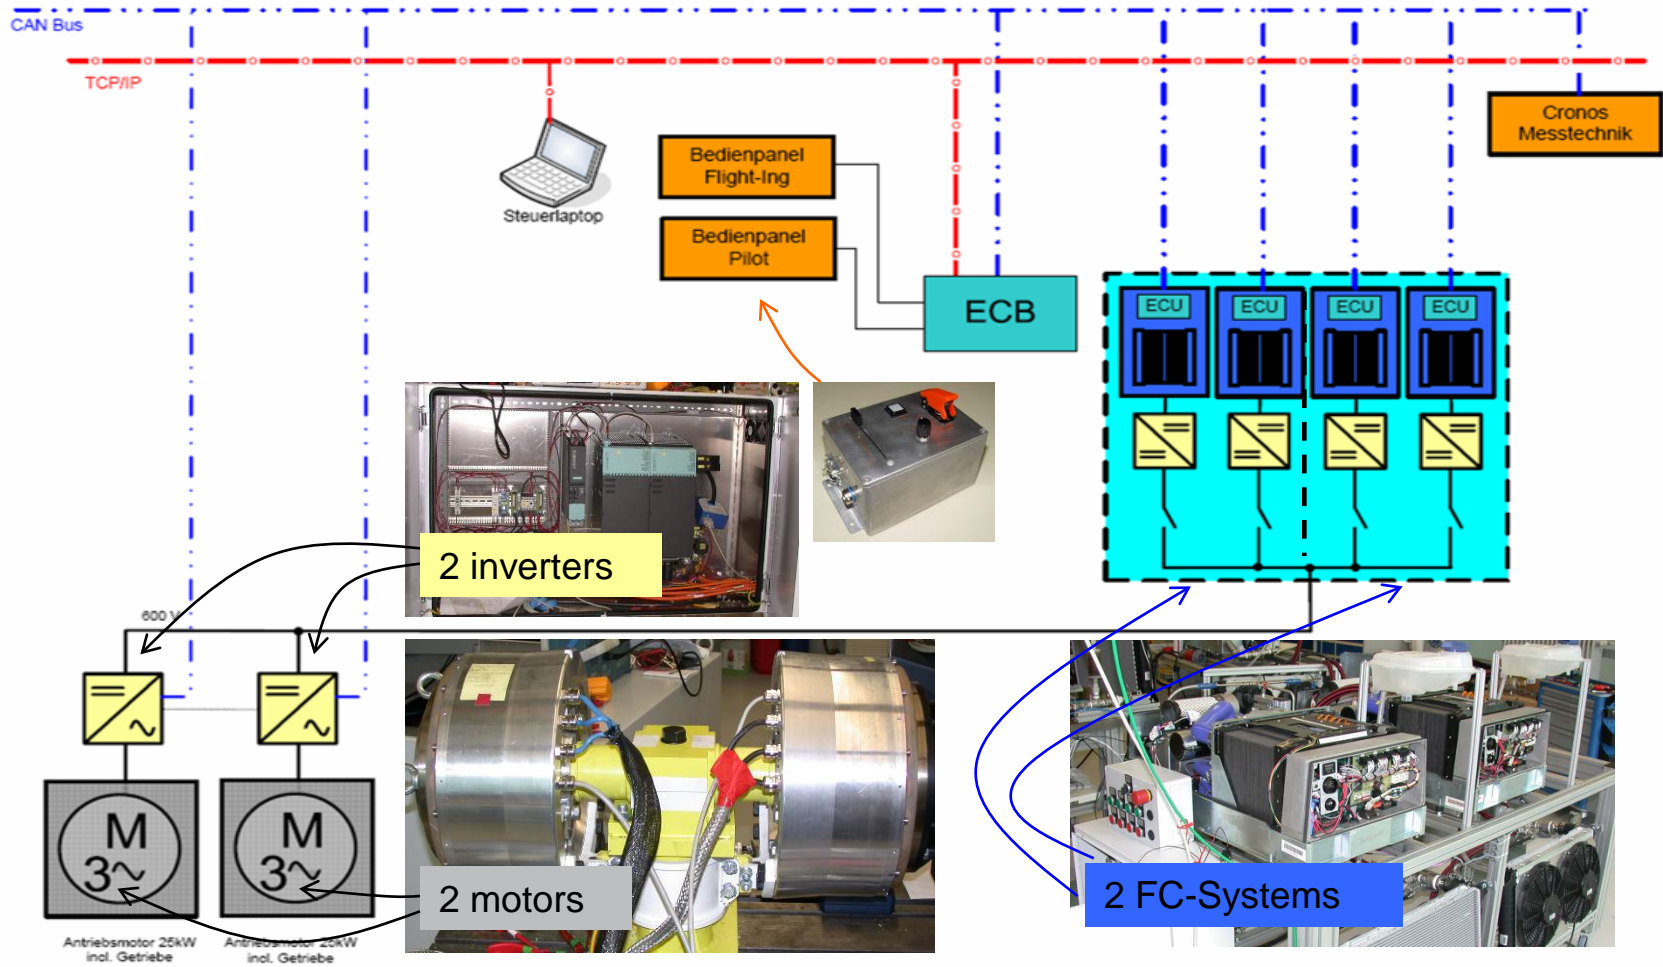 CAN Bus
TCP/IP
Cronos
Messtechnik
Bedienpanel
Flight-Ing
Steuerlaptop
Bedienpanel
Pilot
ECB
ECU
ECU
ECU
ECU
2 inverters
600 V
M
3~
M
3~
2 motors
2 FC-Systems
Antriebsmotor 25kW
incl. Getriebe
Antriebsmotor 25kW
incl. Getriebe